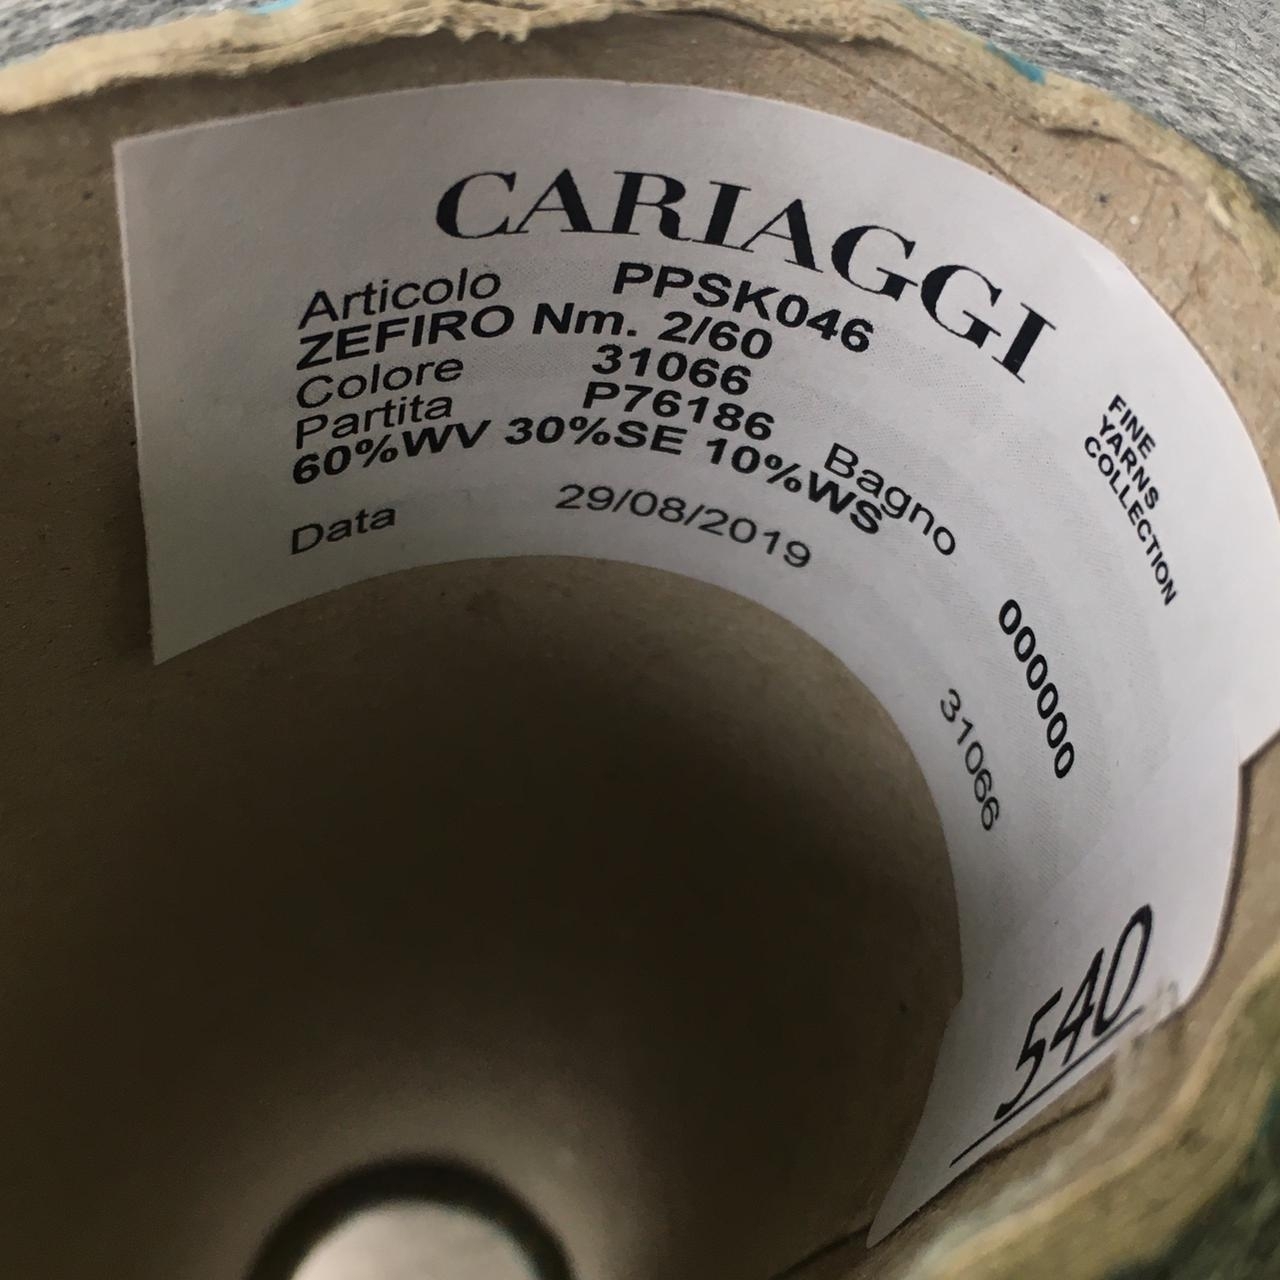 CARIAGGI
FINE
YARNS
COLLECTION
Articolo PPSK046
ZEFIRO Nm. 2/60
Colore 31066
Partita P76186 Bagno 000000
60%WV 30%SE 10%WS
Data 29/08/2019 31066
540